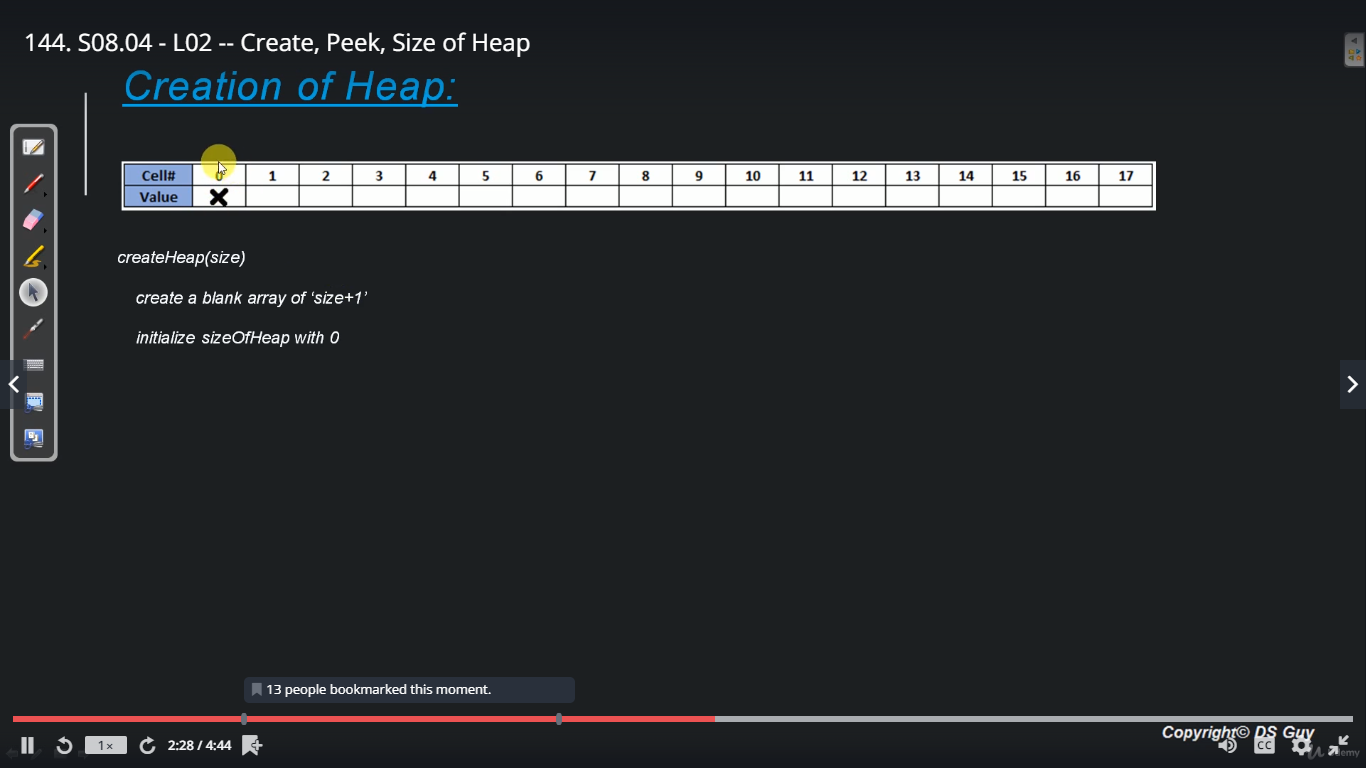 144. S08.04 - L02 -- Create, Peek, Size of Heap
Creation of Heap:
Cell# 0 1 2 3 4 5 6 7 8 9 10 11 12 13 14 15 16 17
Value
createHeap(size)
create a blank array of ‘size+1’
initialize sizeOfHeap with 0
13 people bookmarked this moment.
1× 2:28 / 4:44
Copyright© DS Guy
CC